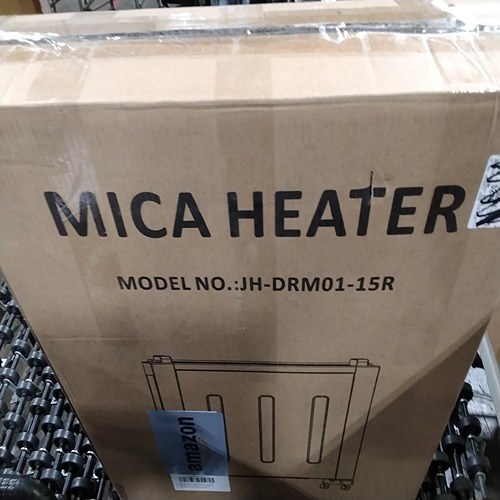 MICA HEATER
MODEL NO.:JH-DRM01-15R
amazon